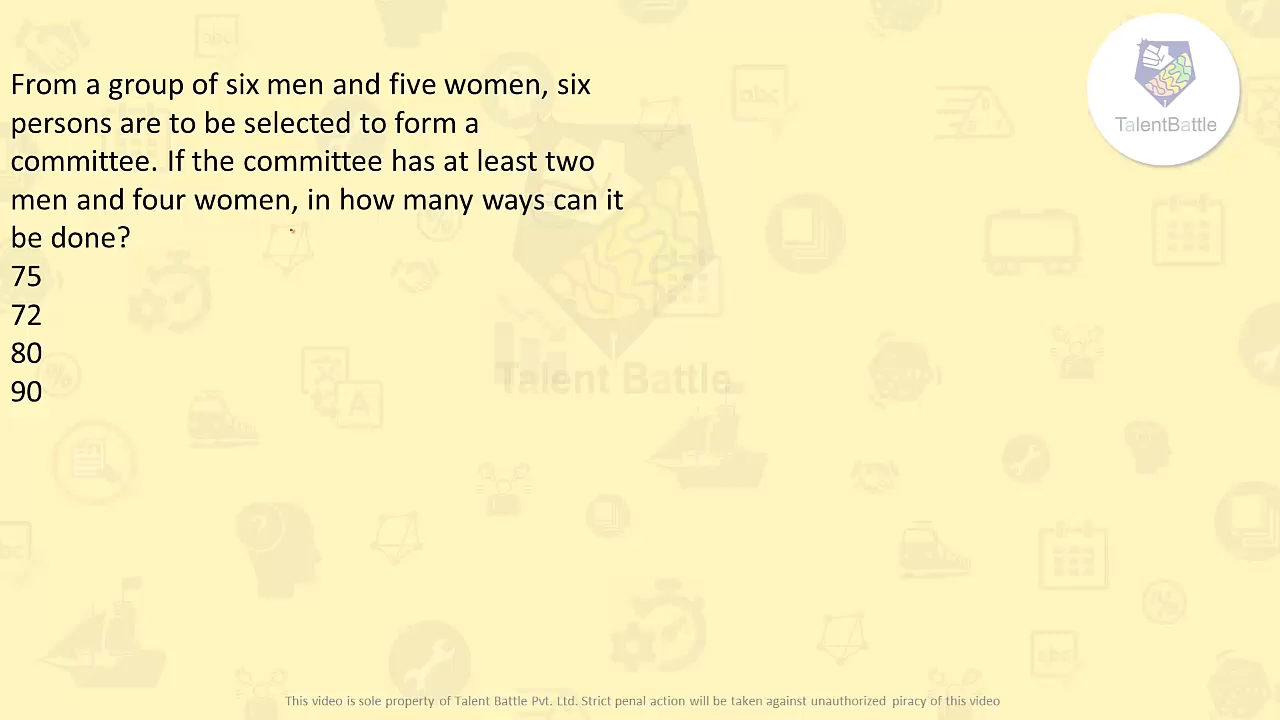 From a group of six men and five women, six
persons are to be selected to form a
committee. If the committee has at least two
men and four women, in how many ways can it
be done?
75
72
80
90
TalentBattle
Talent Battle
This video is sole property of Talent Battle Pvt. Ltd. Strict penal action will be taken against unauthorized piracy of this video